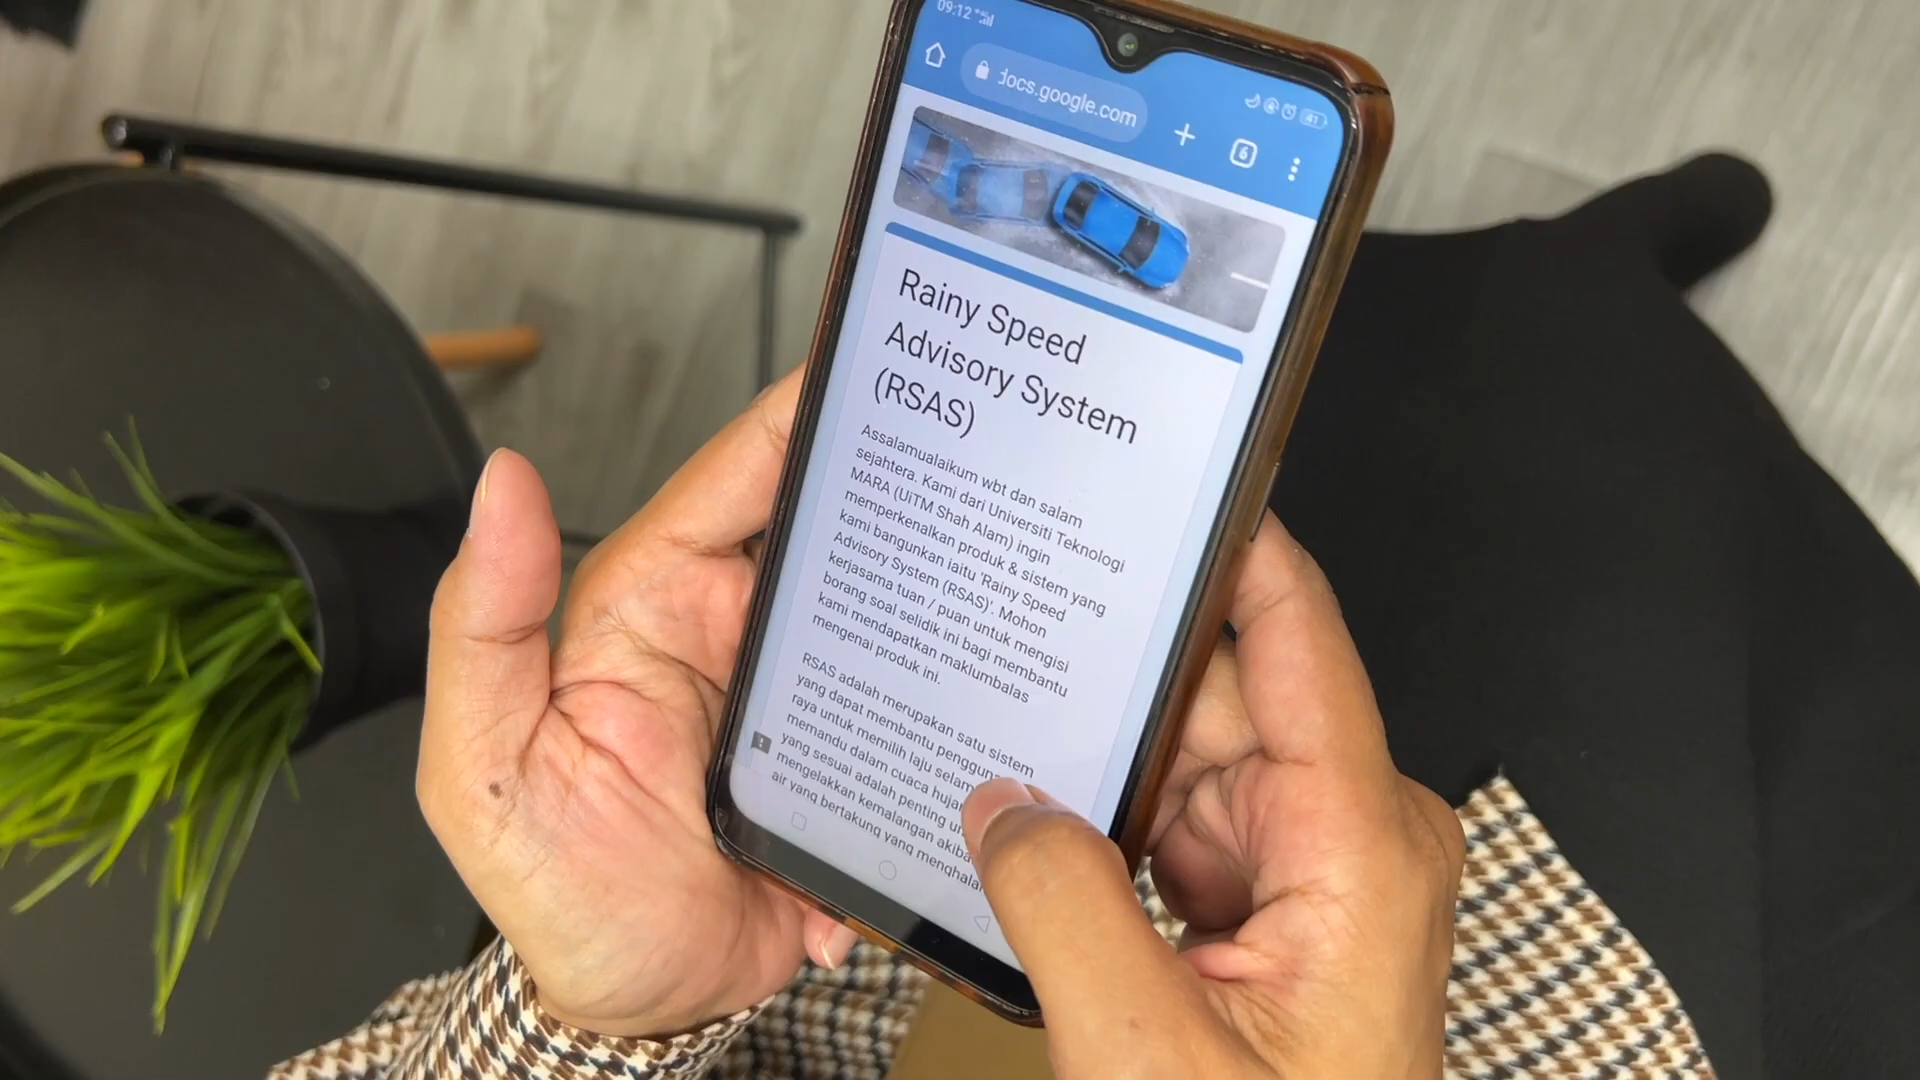 09:12
docs.google.com
6
41
Rainy Speed
Advisory System
(RSAS)
Assalamualaikum wbt dan salam
sejahtera. Kami dari Universiti Teknologi
MARA (UiTM Shah Alam) ingin
memperkenalkan produk & sistem yang
kami bangunkan iaitu 'Rainy Speed
Advisory System (RSAS)'. Mohon
kerjasama tuan / puan untuk mengisi
borang soal selidik ini bagi membantu
kami mendapatkan maklumbalas
mengenai produk ini.
RSAS adalah merupakan satu sistem
yang dapat membantu pengguna
raya untuk memilih laju
memandu dalam cuaca hujan
yang sesuai adalah penting
mengelakkan kemalangan
air yang bertakung yang